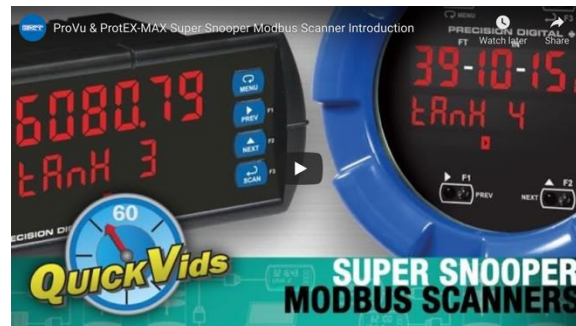 ProVu & ProtEX-MAX Super Snooper Modbus Scanner Introduction
Watch later
Share
6080.79
tAnH 3
MENU
PREV F1
NEXT F2
SCAN F3
PRECISION DIGITAL
FT
39-10-15.
tAnH 4
F1
PREV
F2
NEXT
60
QuickVids
SUPER SNOOPER
MODBUS SCANNERS